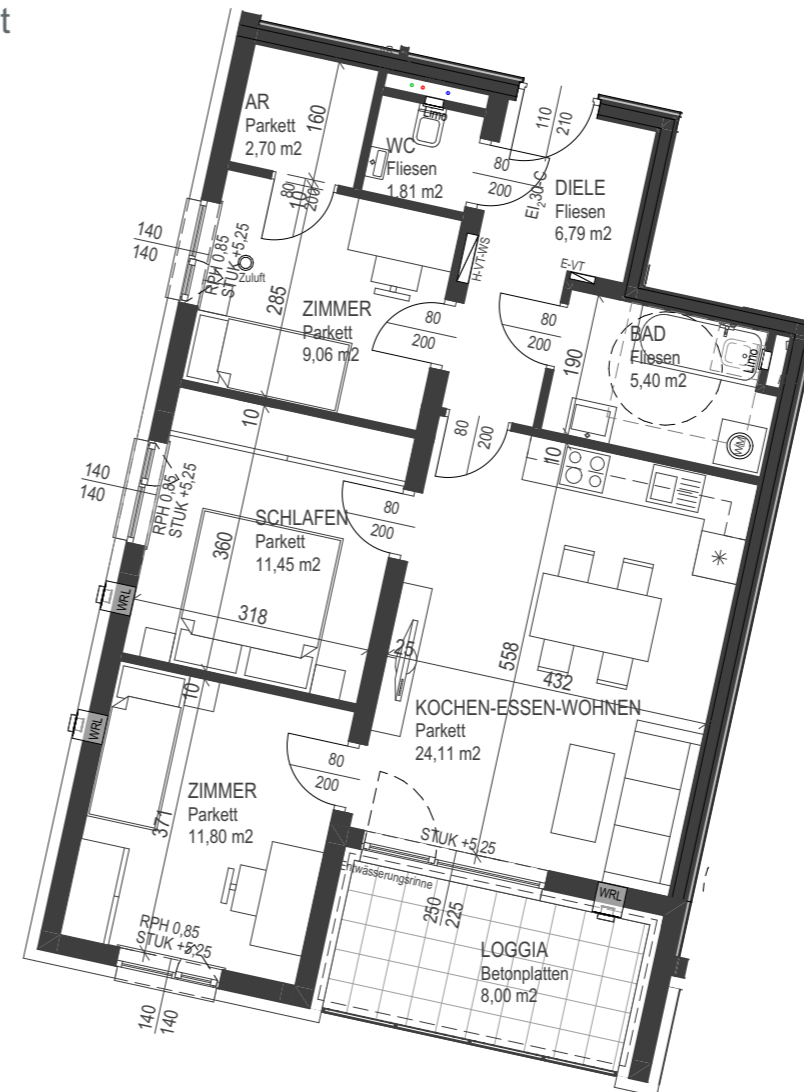 t
AR
Parkett
2,70 m2
160
Limo
WC
Fliesen
1,81 m2
110
210
80
200
EI₂30-C
DIELE
Fliesen
6,79 m2
80
200
10
140
140
RPH 0,85
STUK +5,25
Zuluft
285
H-VT-WS
E-VT
ZIMMER
Parkett
9,06 m2
80
200
80
200
190
BAD
Fliesen
5,40 m2
Limo
WM
10
80
200
10
140
140
RPH 0,85
STUK +5,25
SCHLAFEN
Parkett
11,45 m2
80
200
360
WRL
318
25
558
432
10
WRL
KOCHEN-ESSEN-WOHNEN
Parkett
24,11 m2
80
200
ZIMMER
Parkett
11,80 m2
371
STUK +5,25
Entwässerungsrinne
250
225
WRL
RPH 0,85
STUK +5,25
LOGGIA
Betonplatten
8,00 m2
140
140